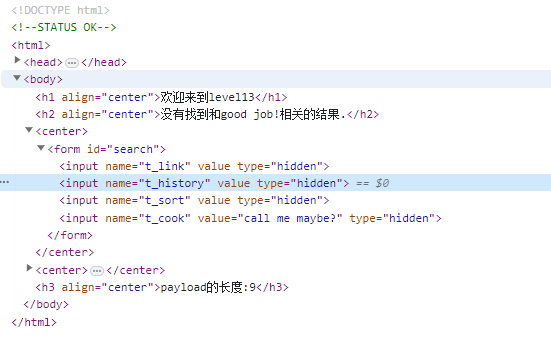 <!DOCTYPE html>
<!--STATUS OK-->
<html>
<head>…</head>
<body>
<h1 align="center">欢迎来到level13</h1>
<h2 align="center">没有找到和good job!相关的结果.</h2>
<center>
<form id="search">
<input name="t_link" value type="hidden">
<input name="t_history" value type="hidden"> == $0
<input name="t_sort" value type="hidden">
<input name="t_cook" value="call me maybe?" type="hidden">
</form>
</center>
<center>…</center>
<h3 align="center">payload的长度:9</h3>
</body>
</html>